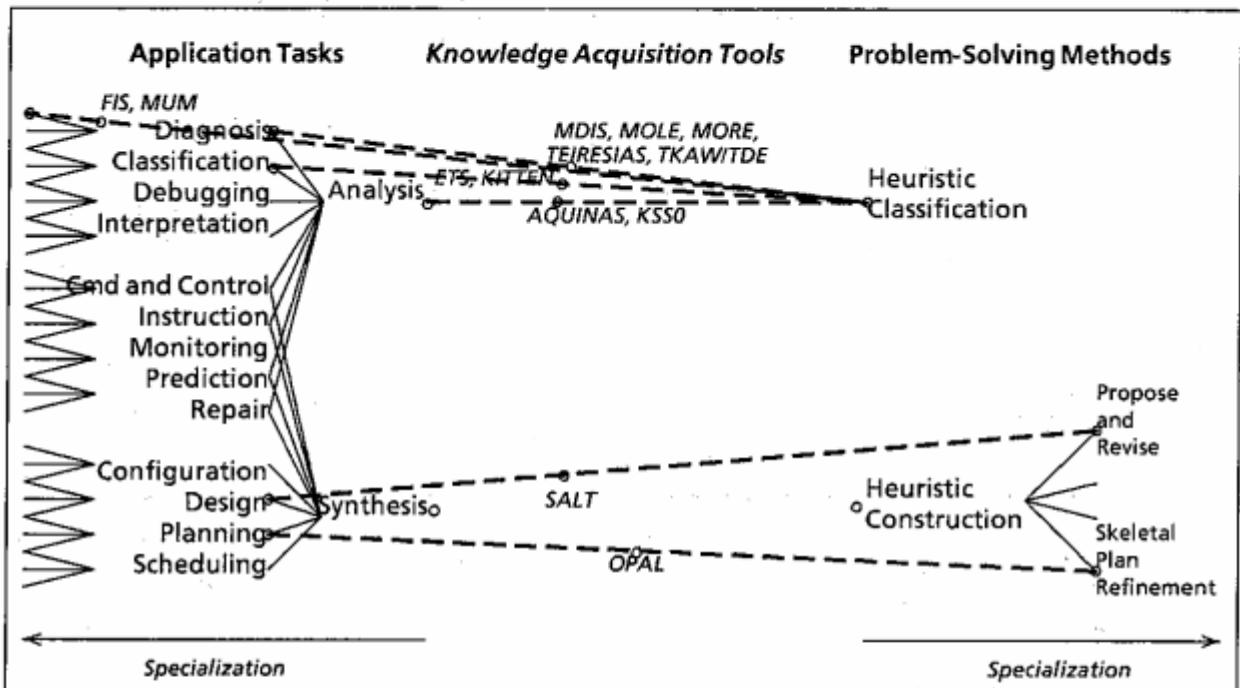 Application Tasks
Knowledge Acquisition Tools
Problem-Solving Methods
FIS, MUM
Diagnosis
Classification
Debugging
Interpretation
Analysis
MDIS, MOLE, MORE,
TEIRESIAS, TKAW/TDE
ETS, KITTEN
AQUINAS, KSS0
Heuristic
Classification
Cmd and Control
Instruction
Monitoring
Prediction
Repair
Configuration
Design
Planning
Scheduling
Synthesis
SALT
OPAL
Heuristic
Construction
Propose
and
Revise
Skeletal
Plan
Refinement
Specialization
Specialization